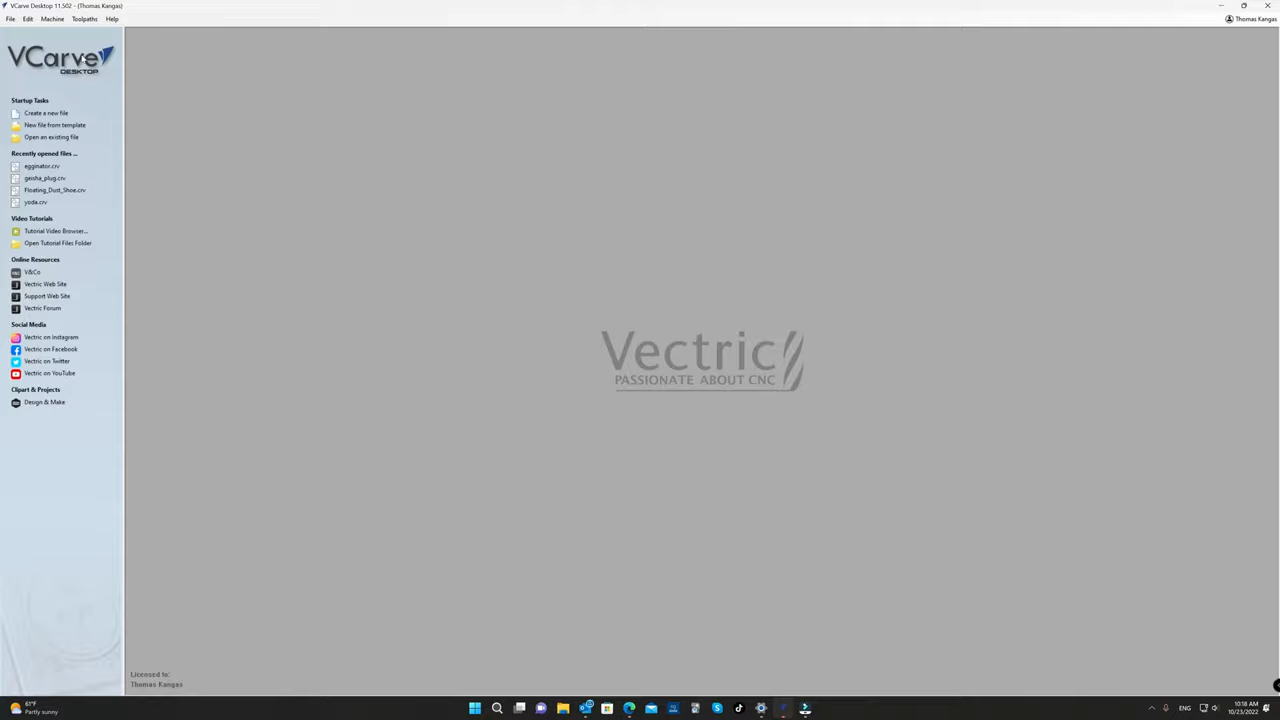 VCarve Desktop 11.502 - (Thomas Kangas)
File Edit Machine Toolpaths Help
Thomas Kangas
VCarve
DESKTOP
Startup Tasks
Create a new file
New file from template
Open an existing file
Recently opened files ...
egginator.crv
geisha_plug.crv
Floating_Dust_Shoe.crv
yoda.crv
Video Tutorials
Tutorial Video Browser...
Open Tutorial Files Folder
Online Resources
V&Co
Vectric Web Site
Support Web Site
Vectric Forum
Social Media
Vectric on Instagram
Vectric on Facebook
Vectric on Twitter
Vectric on YouTube
Clipart & Projects
Design & Make
Vectric
PASSIONATE ABOUT CNC
Licensed to:
Thomas Kangas
61°F
Partly sunny
ENG
10:18 AM
10/23/2022